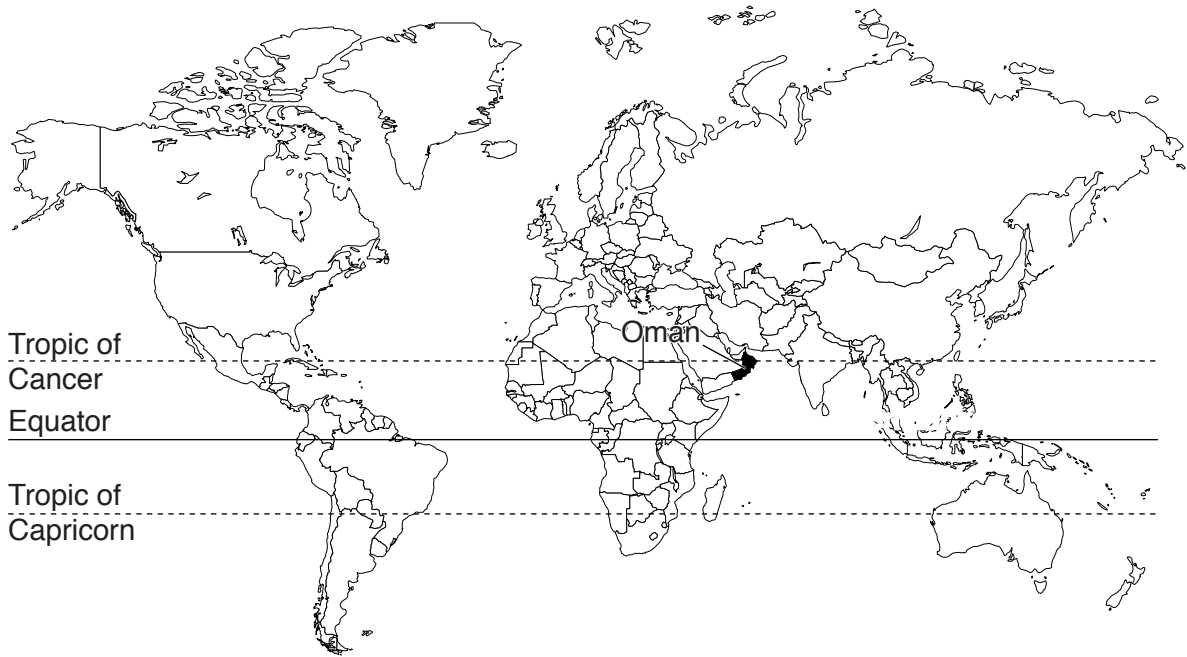 Oman
Tropic of
Cancer
Equator
Tropic of
Capricorn